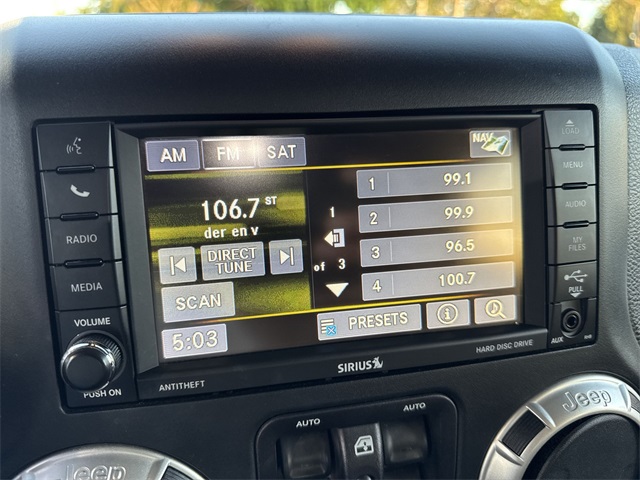 LOAD
NAV
AM FM SAT
MENU
1 99.1
106.7 ST
2 99.9
AUDIO
der en v
1
RADIO
DIRECT TUNE
3 96.5
MY FILES
of 3
MEDIA
SCAN
4 100.7
PULL
VOLUME
5:03
PRESETS
i
AUX
PUSH ON
ANTITHEFT
SIRIUS
HARD DISC DRIVE
AUTO
AUTO
Jeep
Jeep